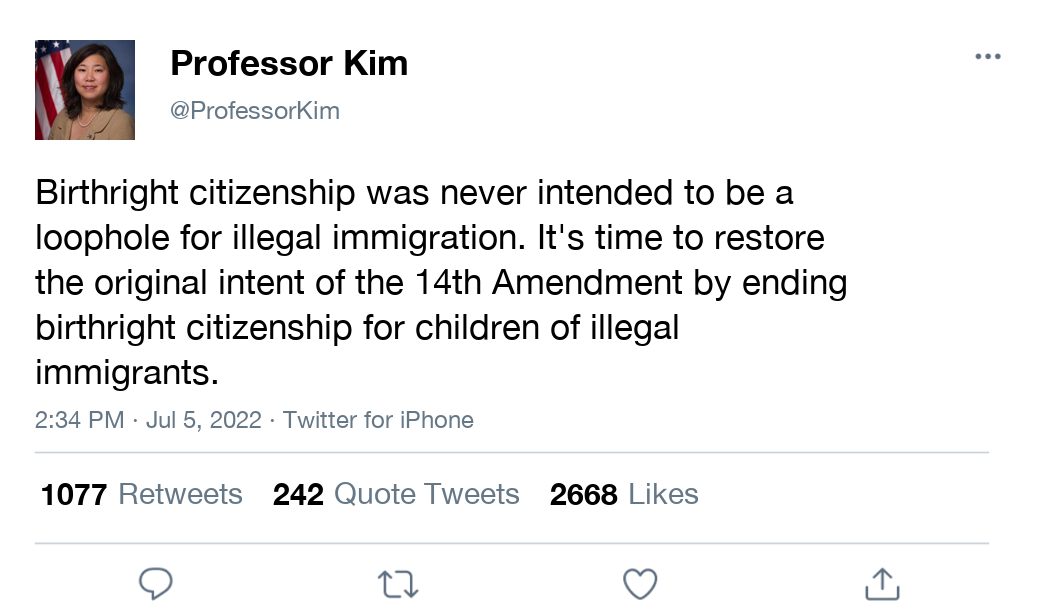 Professor Kim
@ProfessorKim
Birthright citizenship was never intended to be a
loophole for illegal immigration. It's time to restore
the original intent of the 14th Amendment by ending
birthright citizenship for children of illegal
immigrants.
2:34 PM · Jul 5, 2022 · Twitter for iPhone
1077 Retweets 242 Quote Tweets 2668 Likes